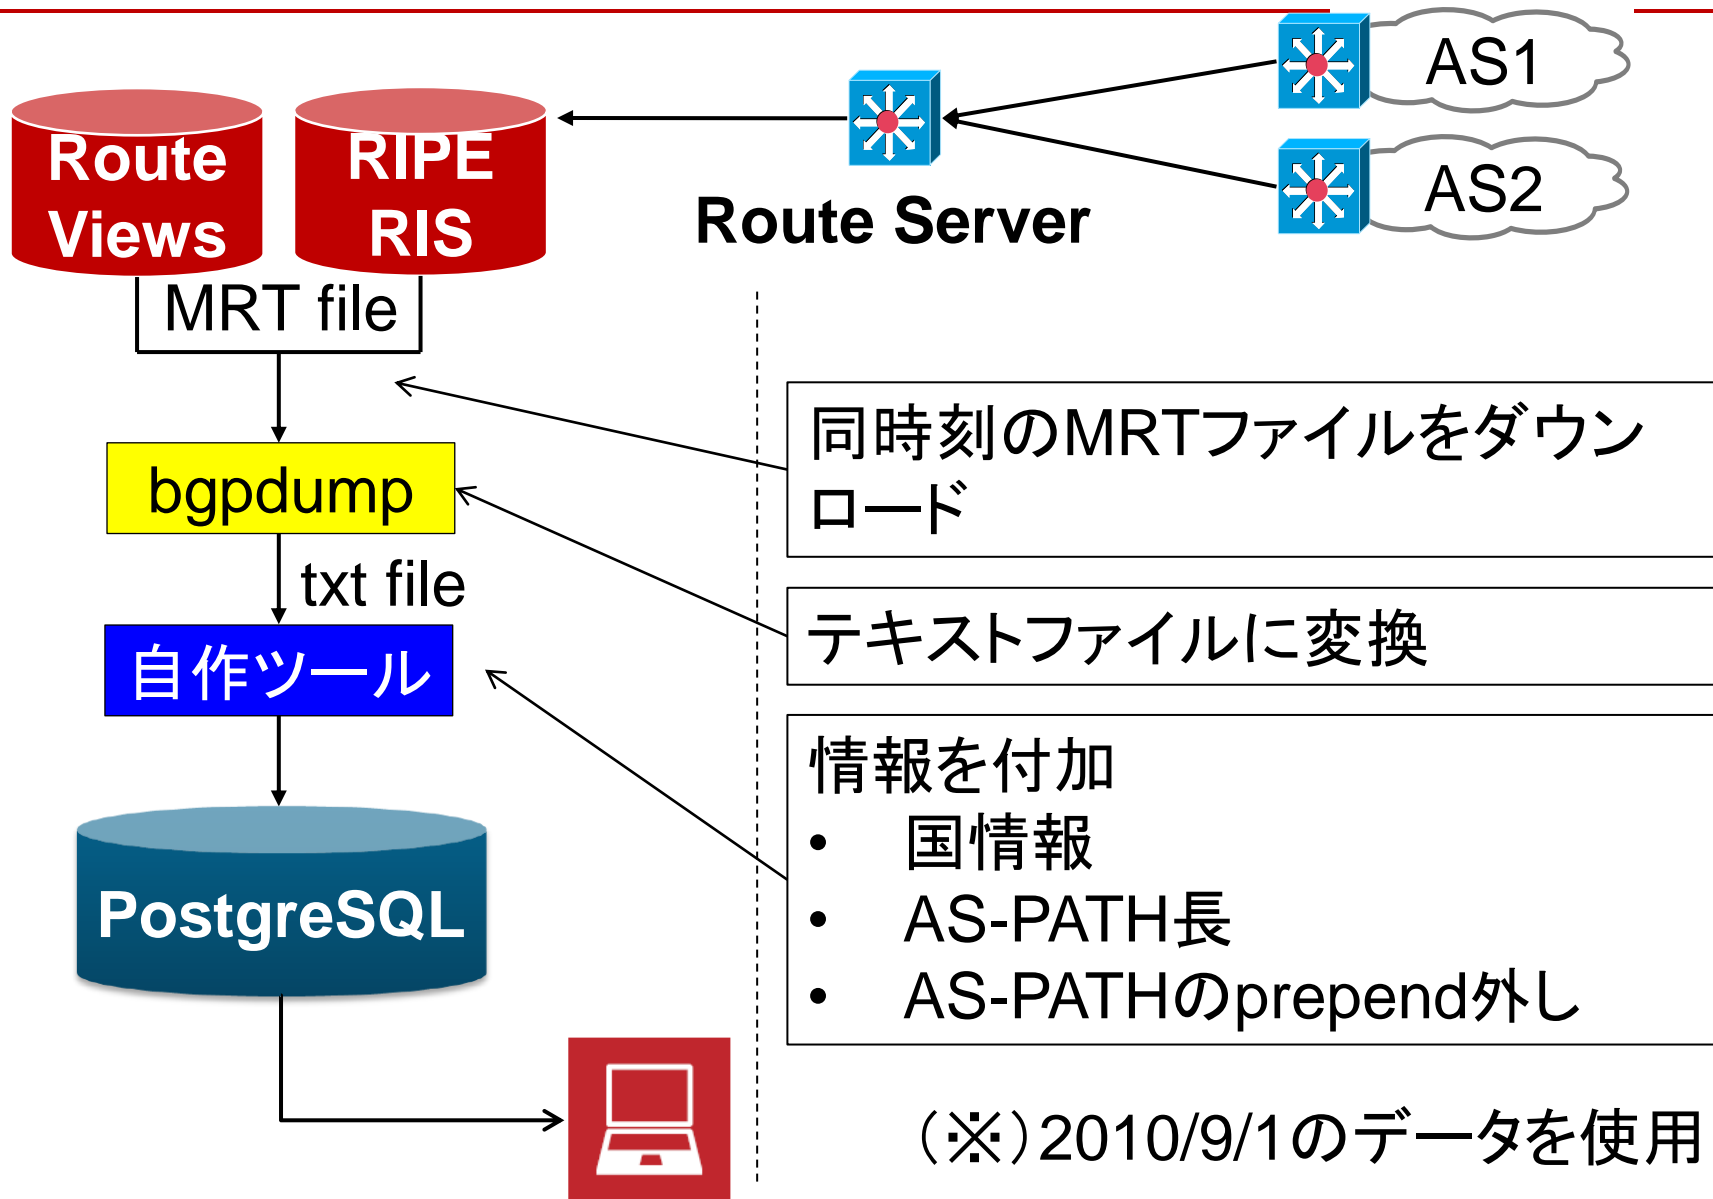 AS1
AS2
Route
Views
RIPE
RIS
Route Server
MRT file
bgpdump
txt file
自作ツール
PostgreSQL
同時刻のMRTファイルをダウン
ロード
テキストファイルに変換
情報を付加
• 国情報
• AS-PATH長
• AS-PATHのprepend外し
（※）2010/9/1のデータを使用